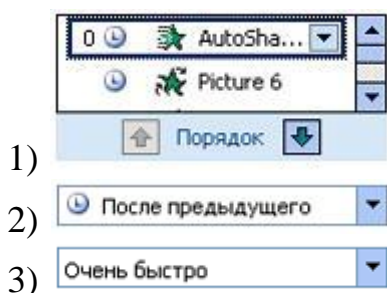 0 AutoSha...
Picture 6
1) Порядок
2) После предыдущего
3) Очень быстро